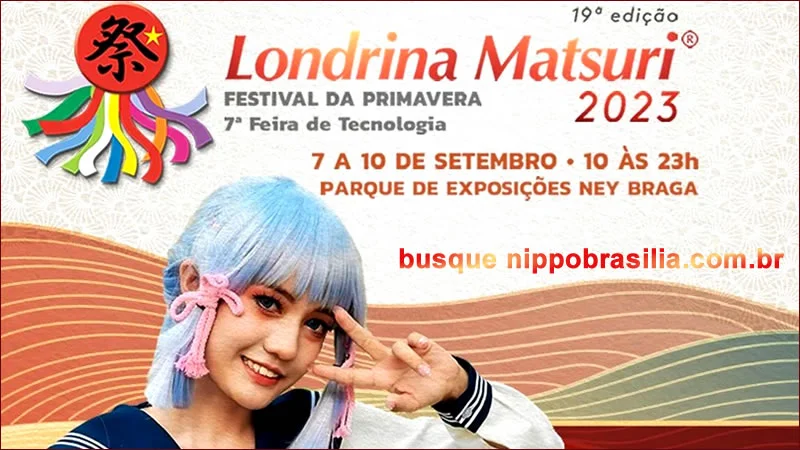 祭
19ª edição
Londrina Matsuri®
2023
FESTIVAL DA PRIMAVERA
7ª Feira de Tecnologia
7 A 10 DE SETEMBRO • 10 ÀS 23h
PARQUE DE EXPOSIÇÕES NEY BRAGA
busque nippobrasilia.com.br